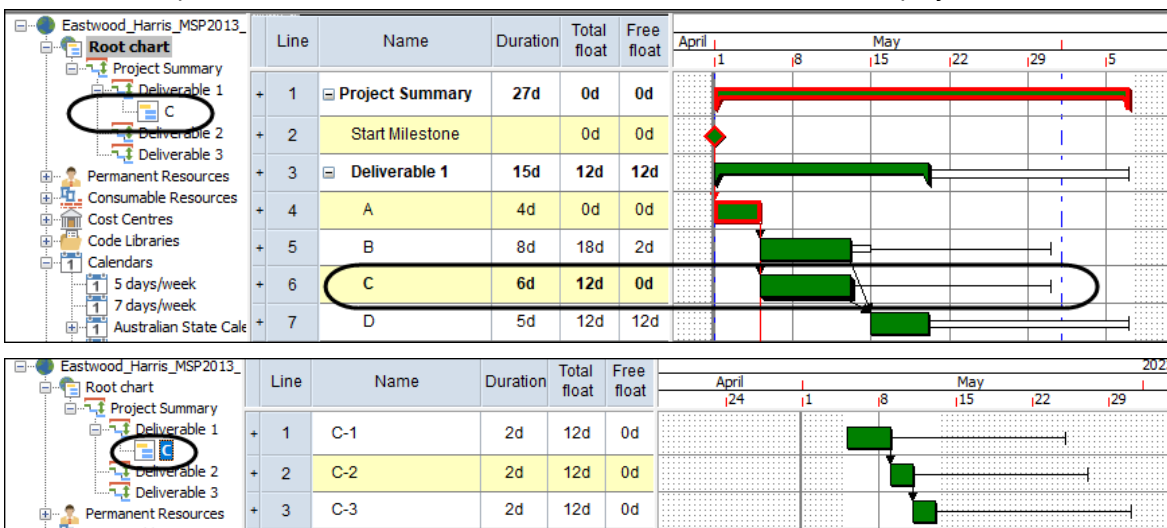 Eastwood_Harris_MSP2013_
Root chart
Project Summary
Deliverable 1
C
Deliverable 2
Deliverable 3
Permanent Resources
Consumable Resources
Cost Centres
Code Libraries
Calendars
5 days/week
7 days/week
Australian State Cale
Line Name Duration Total float Free float
April May
1 8 15 22 29 5
+ 1 Project Summary 27d 0d 0d
+ 2 Start Milestone 0d 0d
+ 3 Deliverable 1 15d 12d 12d
+ 4 A 4d 0d 0d
+ 5 B 8d 18d 2d
+ 6 C 6d 12d 0d
+ 7 D 5d 12d 12d
Eastwood_Harris_MSP2013_
Root chart
Project Summary
Deliverable 1
C
Deliverable 2
Deliverable 3
Permanent Resources
Line Name Duration Total float Free float
202
April May
24 1 8 15 22 29
+ 1 C-1 2d 12d 0d
+ 2 C-2 2d 12d 0d
+ 3 C-3 2d 12d 0d